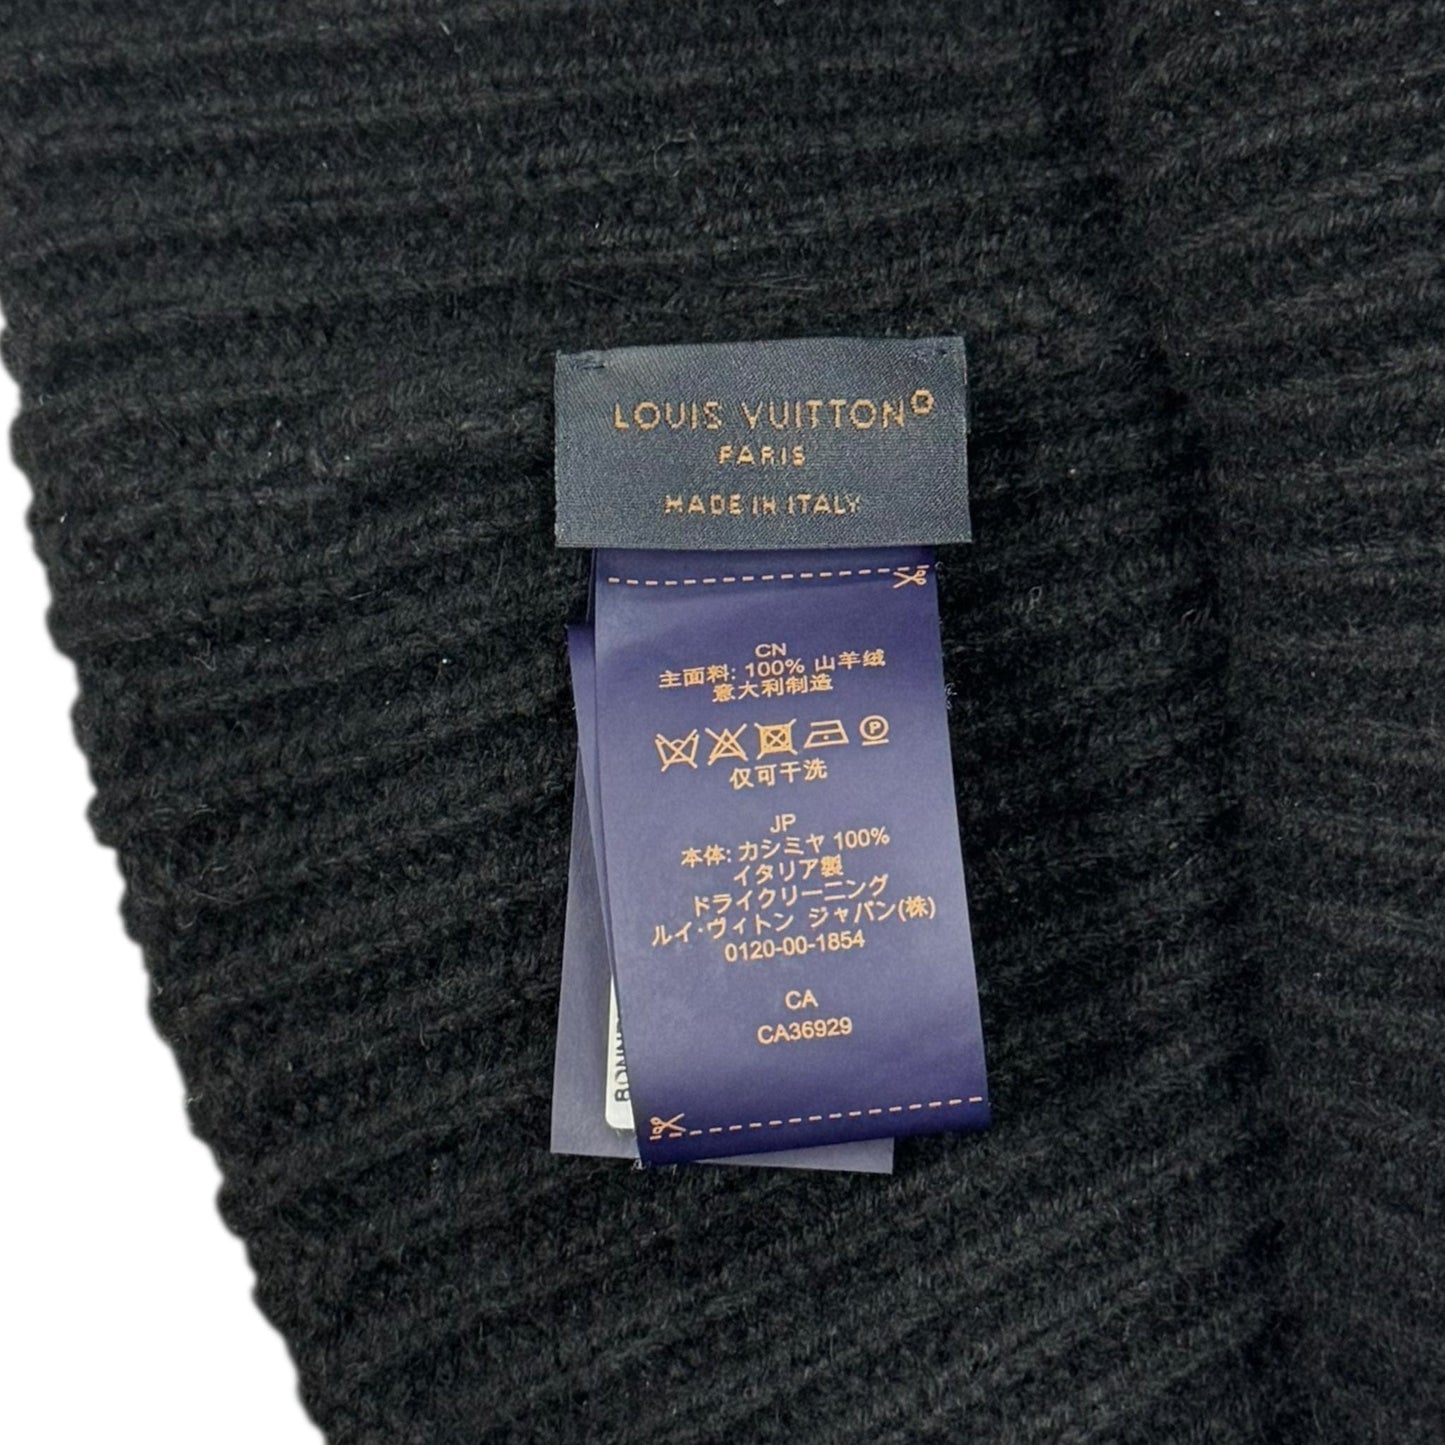 LOUIS VUITTON®
PARIS
MADE IN ITALY
CN
主面料: 100% 山羊绒
意大利制造
仅可干洗
JP
本体: カシミヤ 100%
イタリア製
ドライクリーニング
ルイ・ヴィトン ジャパン(株)
0120-00-1854
CA
CA36929